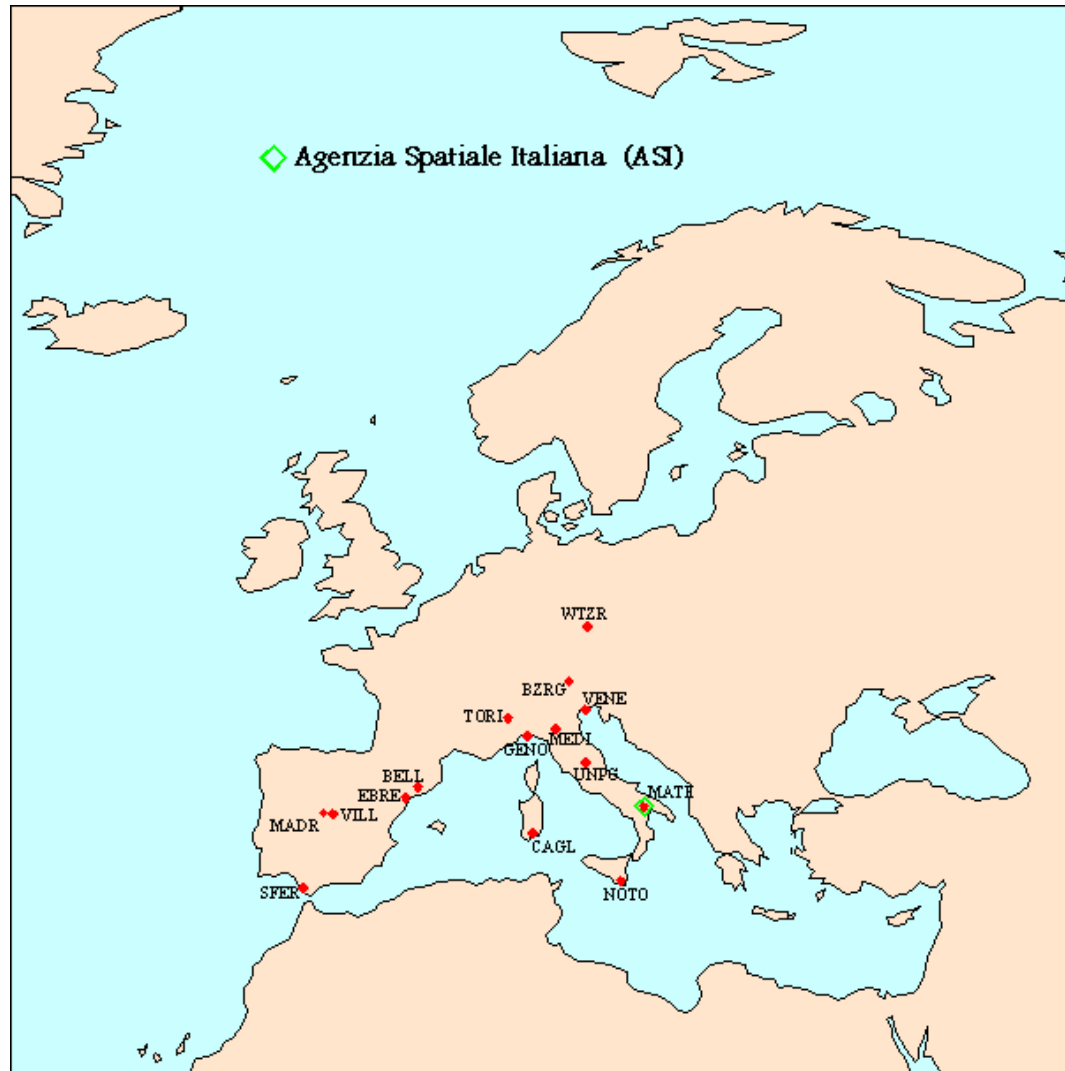 Agenzia Spatiale Italiana (ASI)
WTZR
BZRG
VENE
TORI
MEDI
GENO
UNPG
BELL
EBRE
MATE
VILL
MADR
CAGL
SFER
NOTO